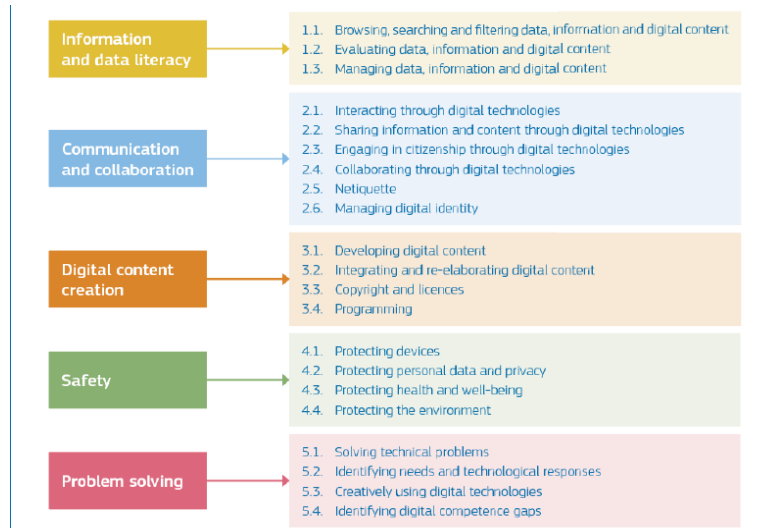 Information
and data literacy
1.1. Browsing, searching and filtering data, information and digital content
1.2. Evaluating data, information and digital content
1.3. Managing data, information and digital content
Communication
and collaboration
2.1. Interacting through digital technologies
2.2. Sharing information and content through digital technologies
2.3. Engaging in citizenship through digital technologies
2.4. Collaborating through digital technologies
2.5. Netiquette
2.6. Managing digital identity
Digital content
creation
3.1. Developing digital content
3.2. Integrating and re-elaborating digital content
3.3. Copyright and licences
3.4. Programming
Safety
4.1. Protecting devices
4.2. Protecting personal data and privacy
4.3. Protecting health and well-being
4.4. Protecting the environment
Problem solving
5.1. Solving technical problems
5.2. Identifying needs and technological responses
5.3. Creatively using digital technologies
5.4. Identifying digital competence gaps